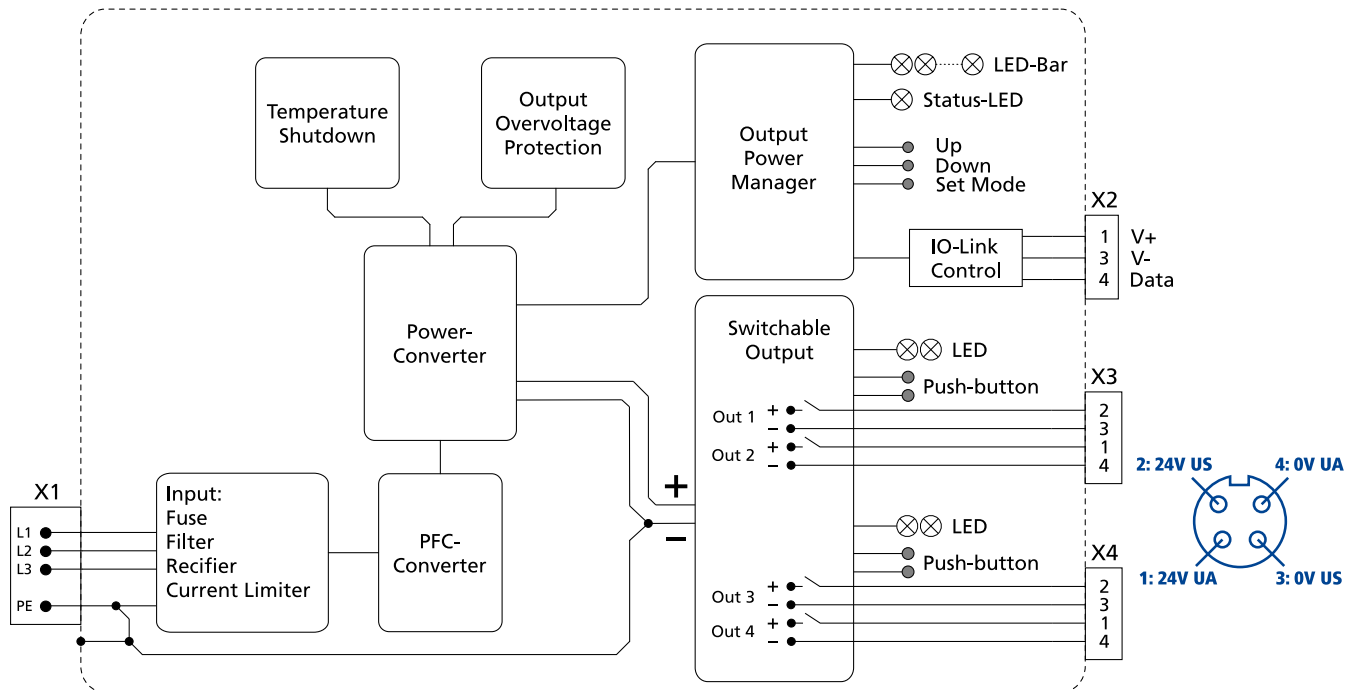 Temperature
Shutdown
Output
Overvoltage
Protection
Output
Power
Manager
LED-Bar
Status-LED
Up
Down
Set Mode
IO-Link
Control
X2
1 V+
3 V-
4 Data
Power-
Converter
Switchable
Output
LED
Push-button
Out 1 + −
Out 2 + −
X3
2
3
1
4
+
−
X1
L1
L2
L3
PE
Input:
Fuse
Filter
Rectifier
Current Limiter
PFC-
Converter
LED
Push-button
Out 3 + −
Out 4 + −
X4
2
3
1
4
2: 24V US 4: 0V UA
1: 24V UA 3: 0V US